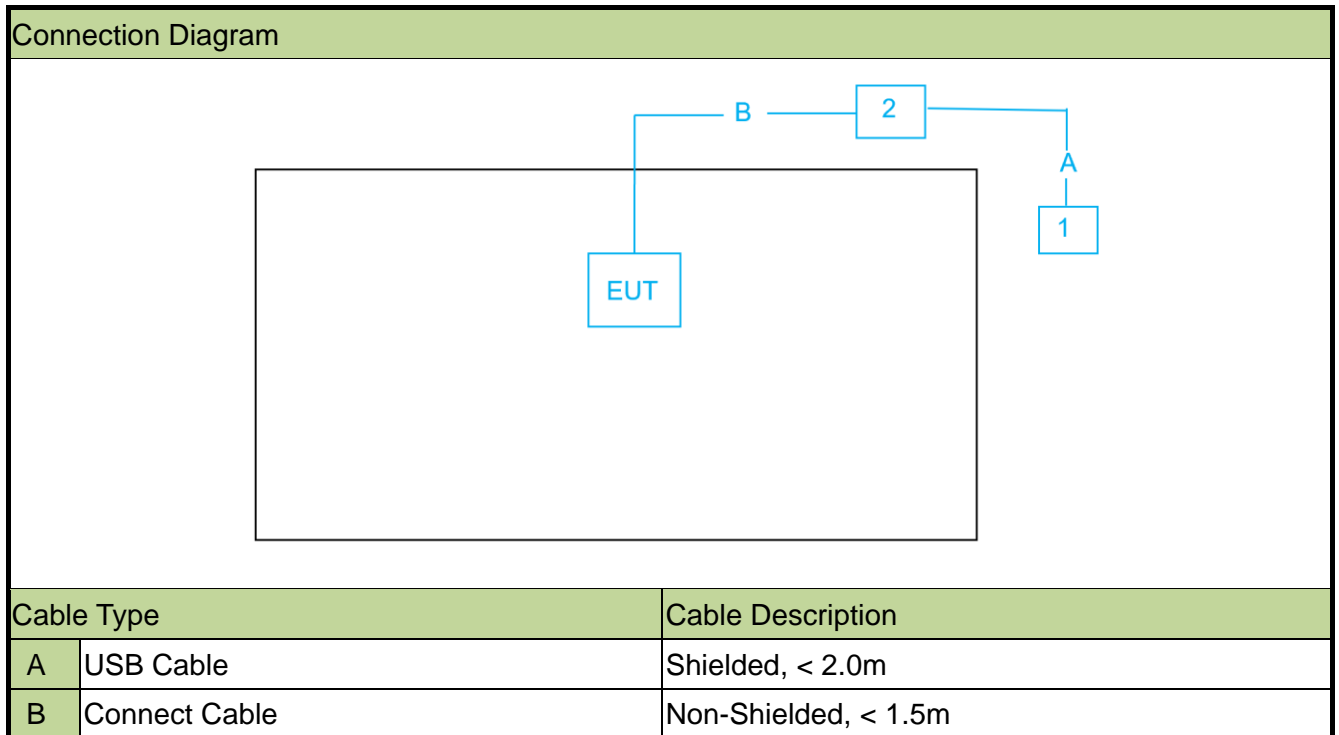 Connection Diagram
B
2
A
1
EUT
Cable Type Cable Description
A USB Cable Shielded, < 2.0m
B Connect Cable Non-Shielded, < 1.5m